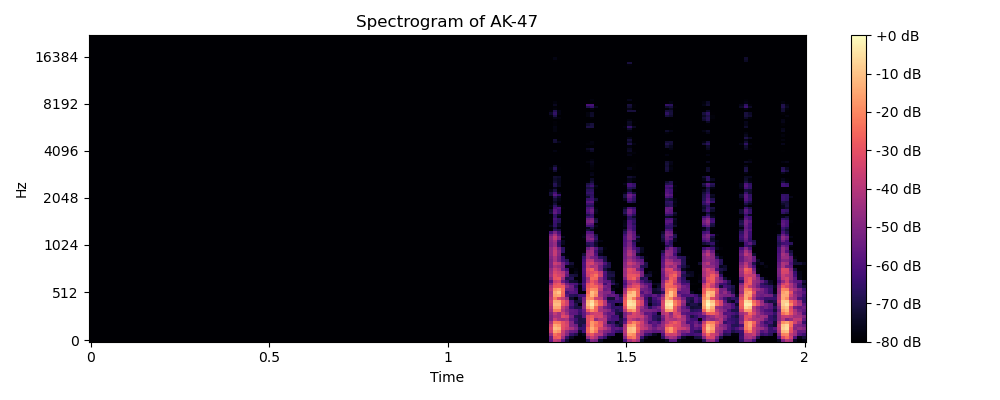 Spectrogram of AK-47
Hz
16384
8192
4096
2048
1024
512
0
0 0.5 1 1.5 2
Time
+0 dB
-10 dB
-20 dB
-30 dB
-40 dB
-50 dB
-60 dB
-70 dB
-80 dB